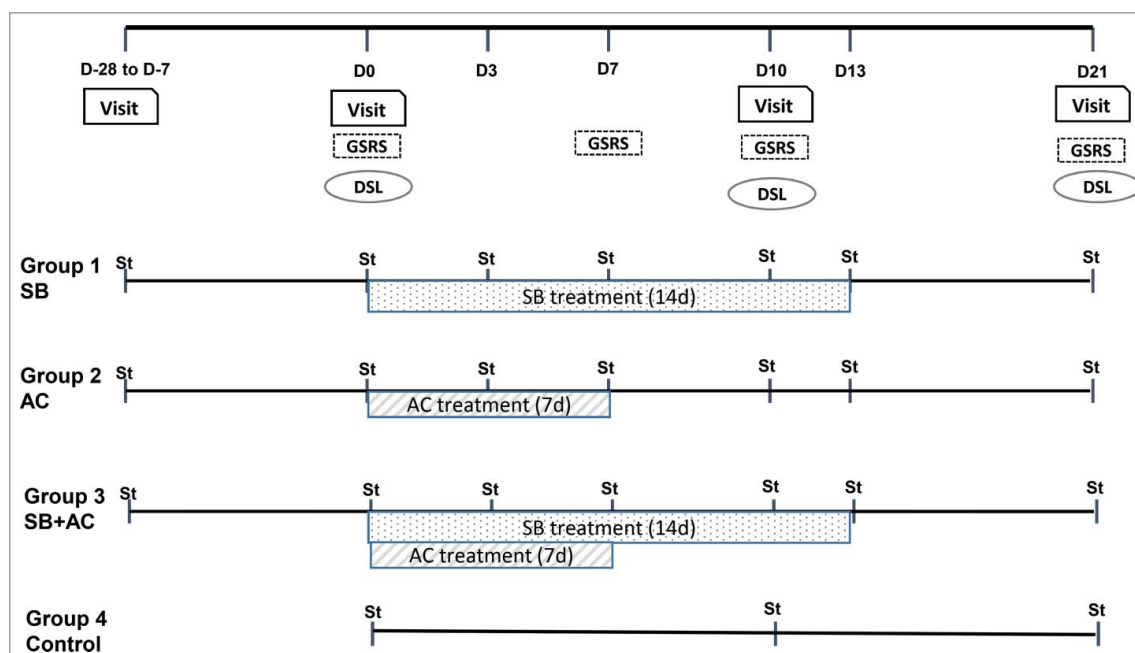 D-28 to D-7 D0 D3 D7 D10 D13 D21
Visit Visit Visit Visit
GSRS GSRS GSRS GSRS
DSL DSL DSL
St St St St St St St
Group 1
SB
SB treatment (14d)
St St St St St St St
Group 2
AC
AC treatment (7d)
St St St St St St St
Group 3
SB+AC
SB treatment (14d)
AC treatment (7d)
St St St
Group 4
Control